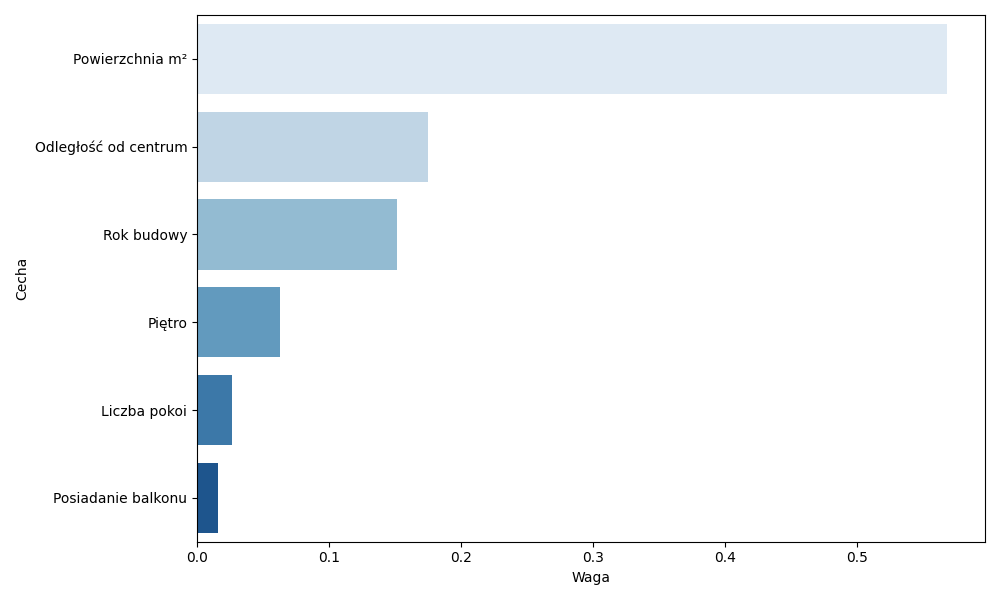 Powierzchnia m²
Odległość od centrum
Rok budowy
Piętro
Liczba pokoi
Posiadanie balkonu
Cecha
0.0 0.1 0.2 0.3 0.4 0.5
Waga